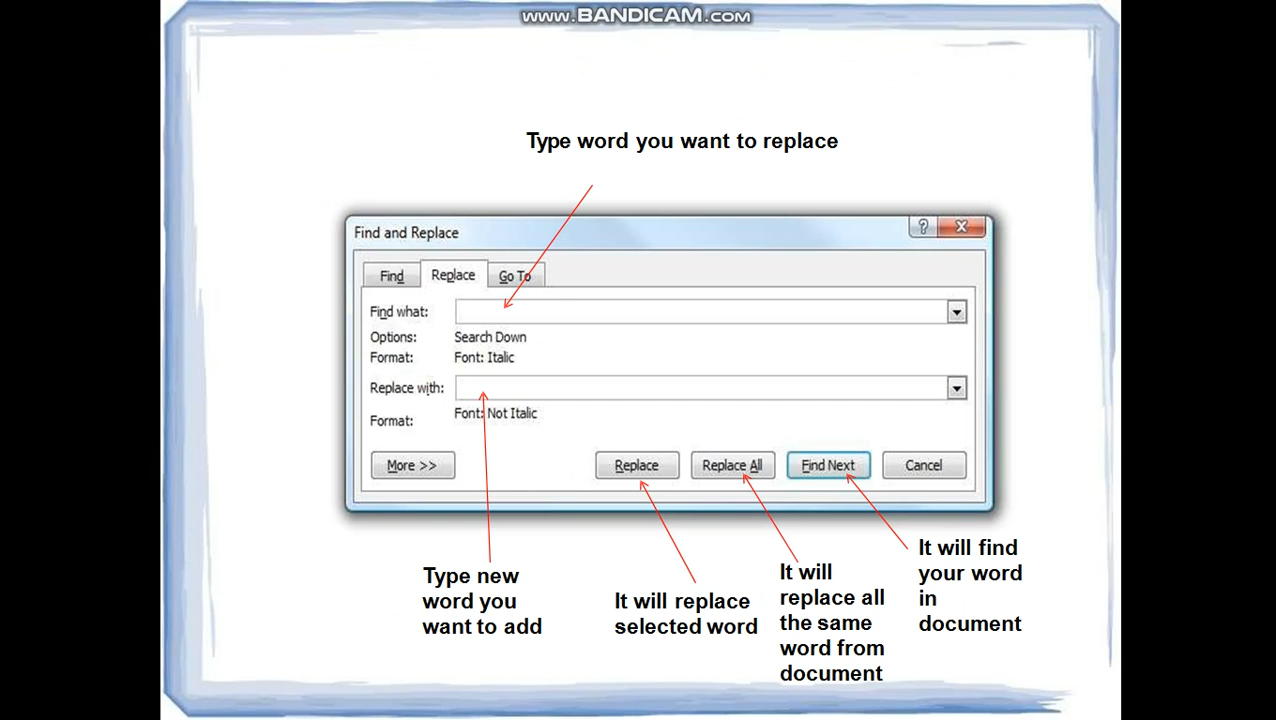 www.BANDICAM.com
Type word you want to replace
Find and Replace
Find Replace Go To
Find what:
Options: Search Down
Format: Font: Italic
Replace with:
Format: Font: Not Italic
More >> Replace Replace All Find Next Cancel
Type new
word you
want to add
It will replace
selected word
It will
replace all
the same
word from
document
It will find
your word
in
document